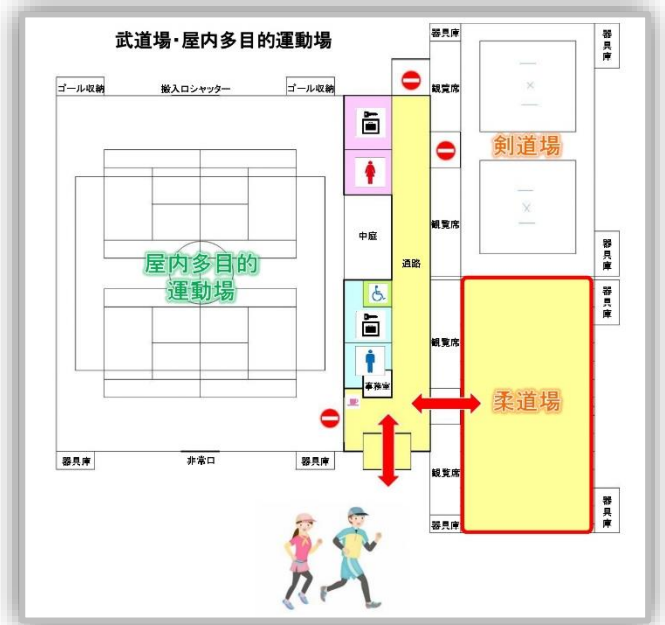 武道場・屋内多目的運動場
器具庫
器具庫
ゴール収納
搬入口シャッター
ゴール収納
観覧席
剣道場
中庭
通路
観覧席
屋内多目的
運動場
器具庫
器具庫
観覧席
事務室
柔道場
器具庫
非常口
器具庫
観覧席
器具庫
器具庫